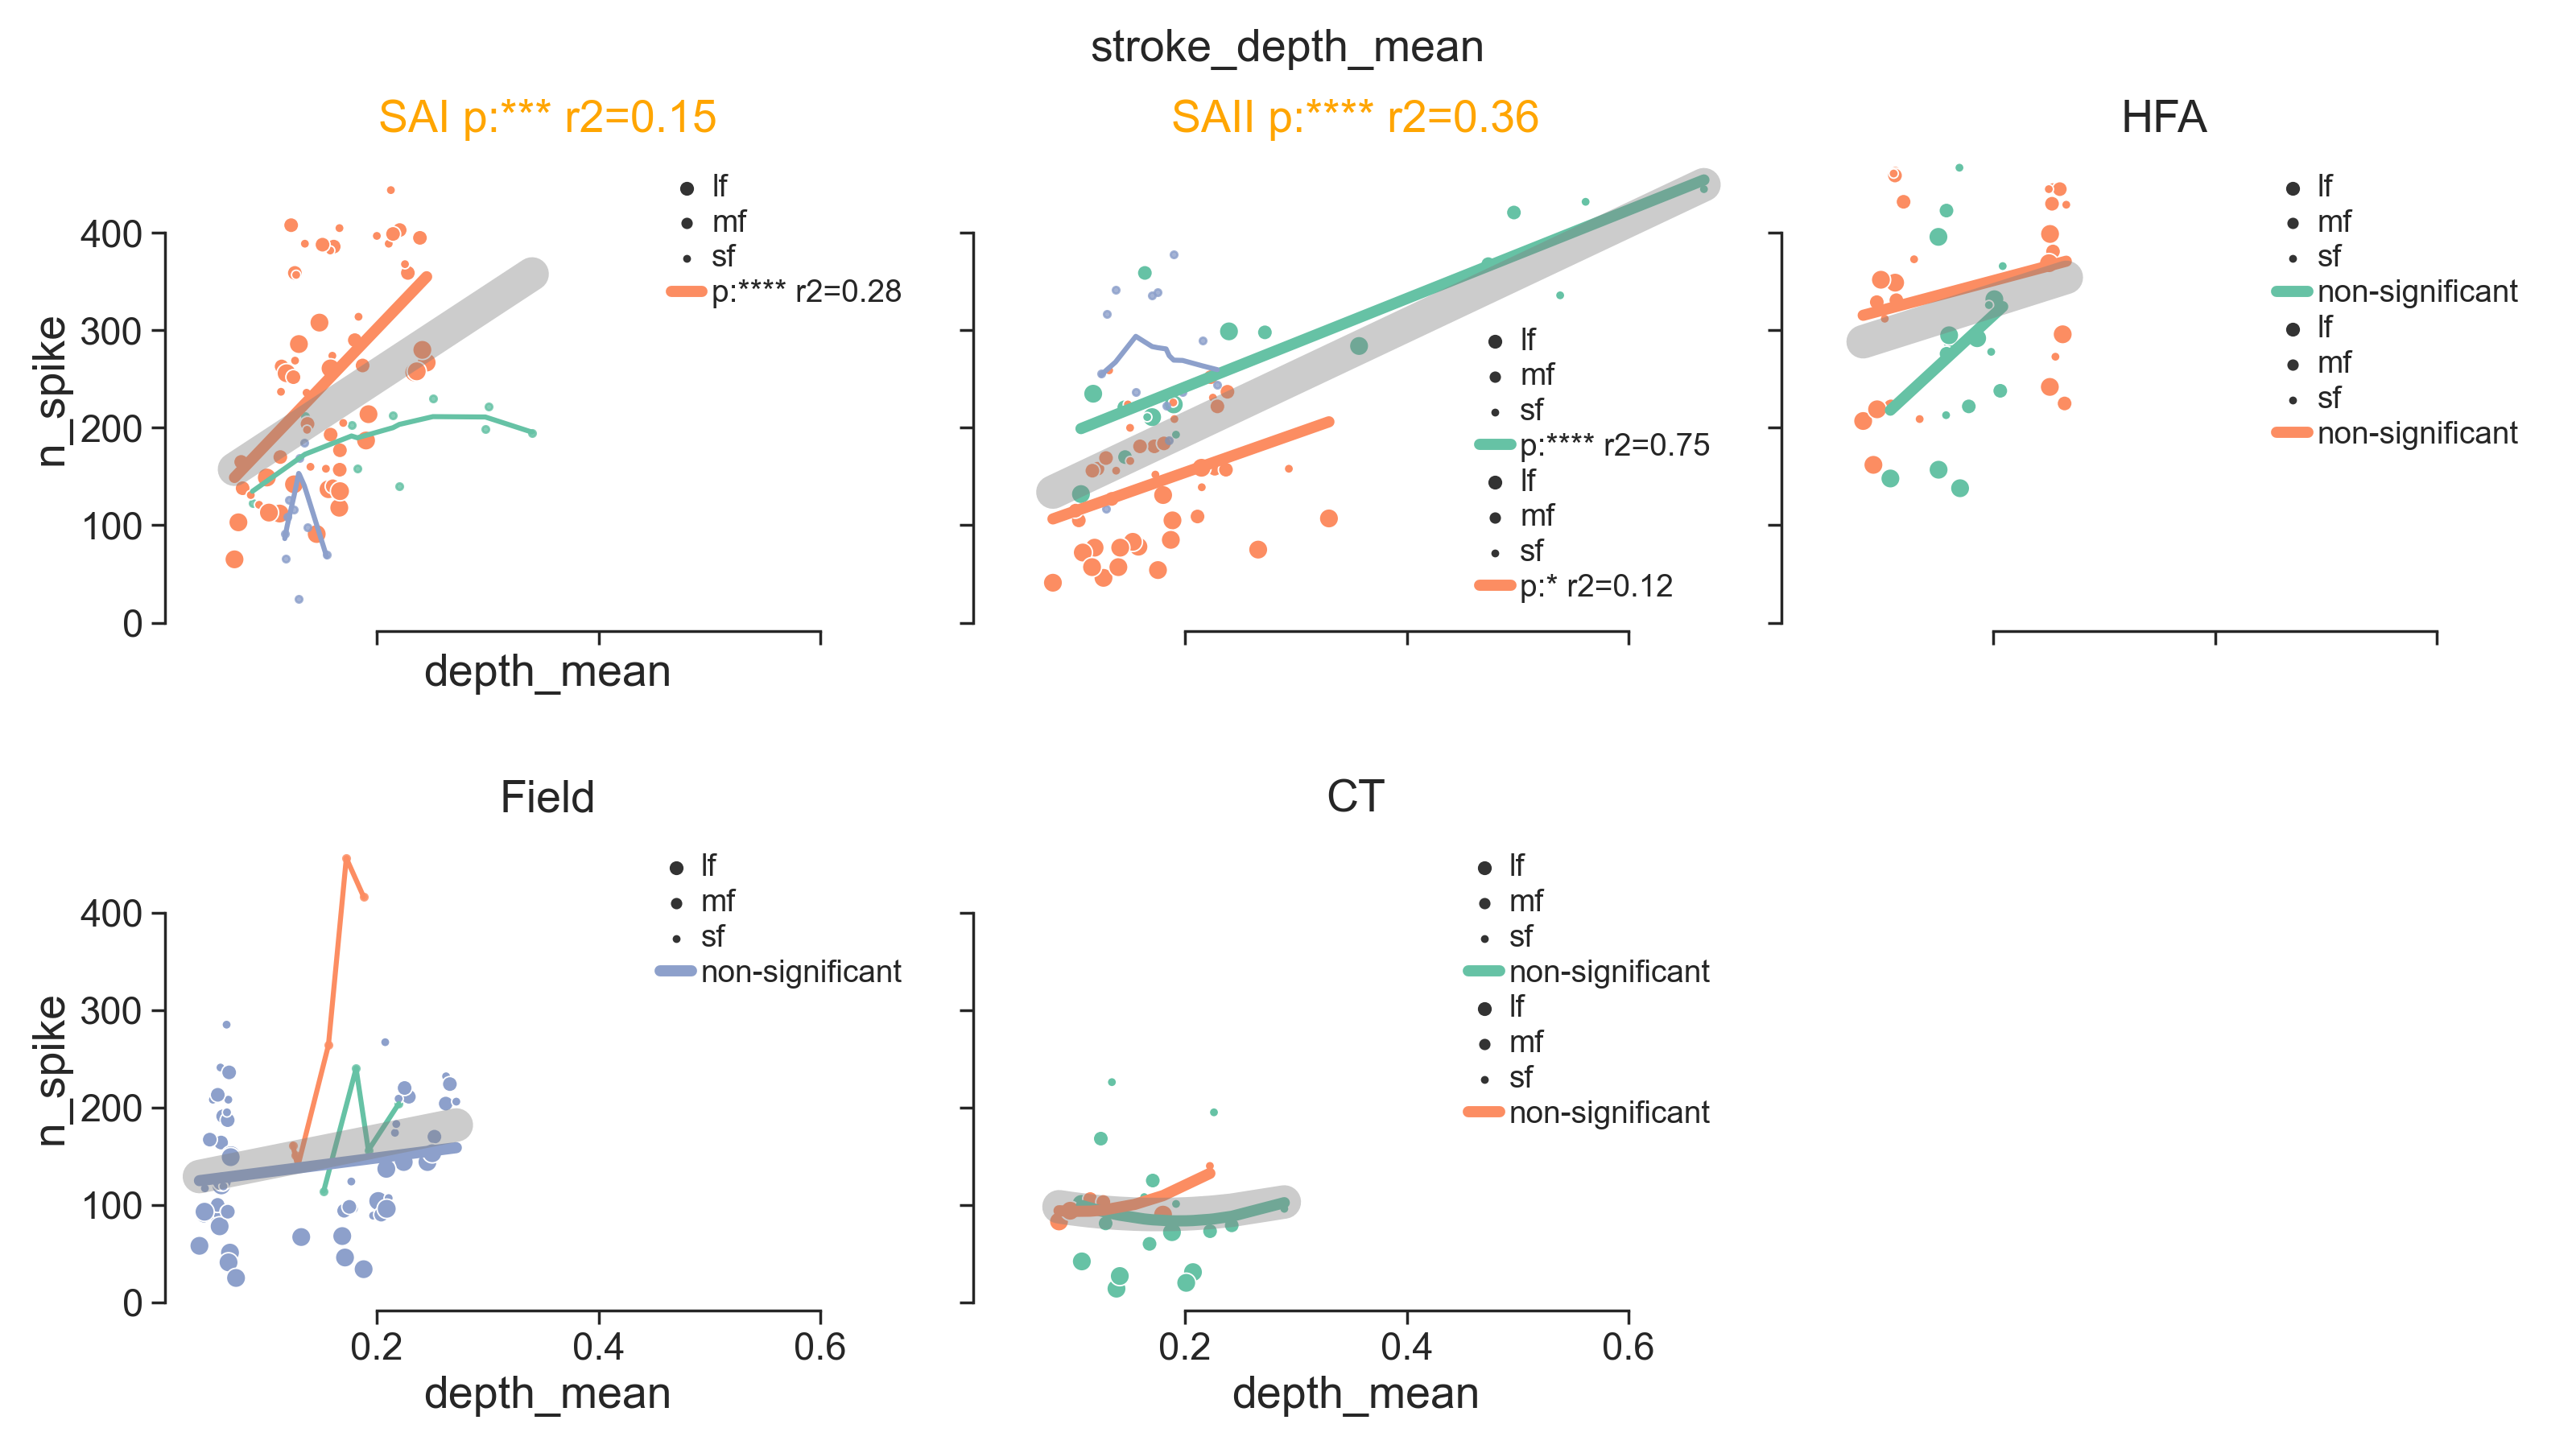 stroke_depth_mean
SAI p:*** r2=0.15
SAII p:**** r2=0.36
HFA
n_spike
400
300
200
100
0
lf
mf
sf
p:**** r2=0.28
depth_mean
lf
mf
sf
p:**** r2=0.75
lf
mf
sf
p:* r2=0.12
lf
mf
sf
non-significant
lf
mf
sf
non-significant
Field
CT
n_spike
400
300
200
100
0
lf
mf
sf
non-significant
0.2 0.4 0.6
depth_mean
lf
mf
sf
non-significant
lf
mf
sf
non-significant
0.2 0.4 0.6
depth_mean